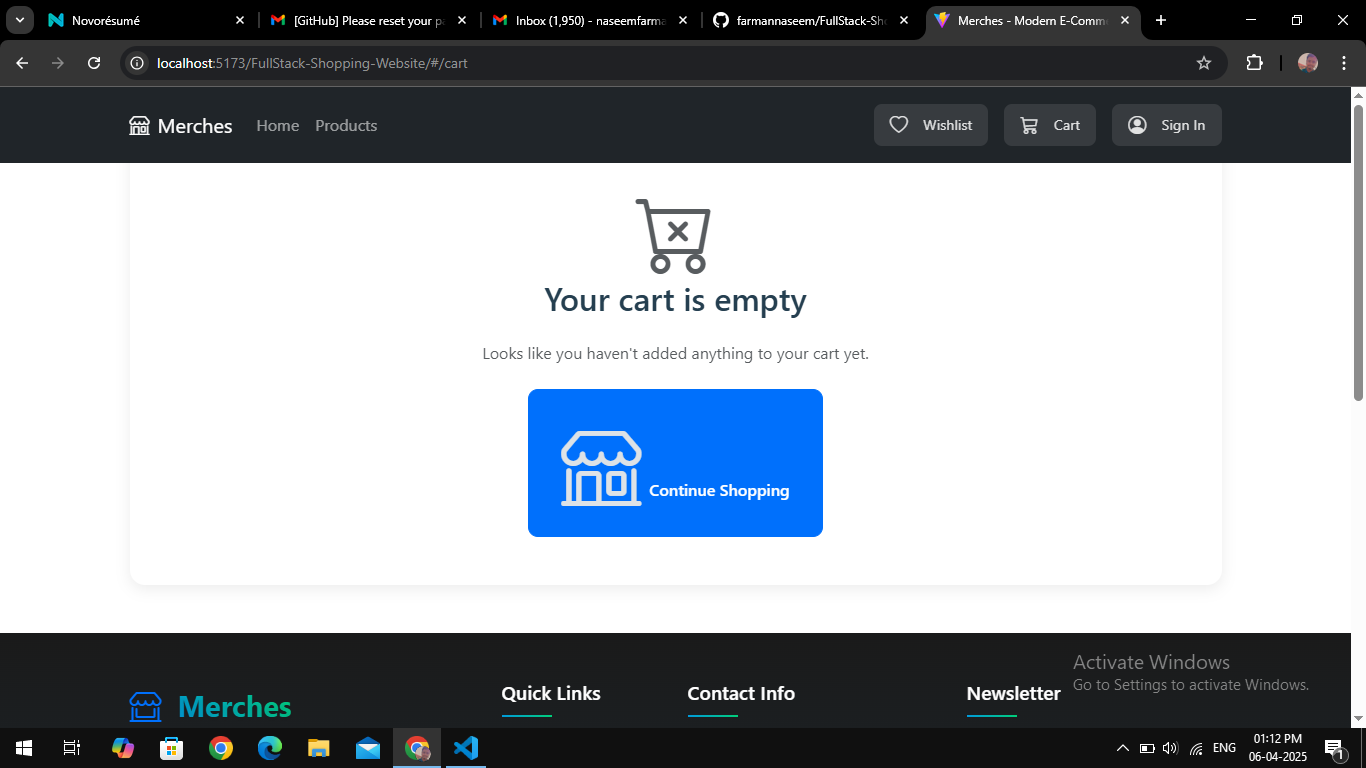 Novorésumé
[GitHub] Please reset your pa
Inbox (1,950) - naseemfarma
farmannaseem/FullStack-Sho
Merches - Modern E-Comme
localhost:5173/FullStack-Shopping-Website/#/cart
Merches
Home
Products
Wishlist
Cart
Sign In
Your cart is empty
Looks like you haven't added anything to your cart yet.
Continue Shopping
Merches
Quick Links
Contact Info
Newsletter
Activate Windows
Go to Settings to activate Windows.
ENG
01:12 PM
06-04-2025
1